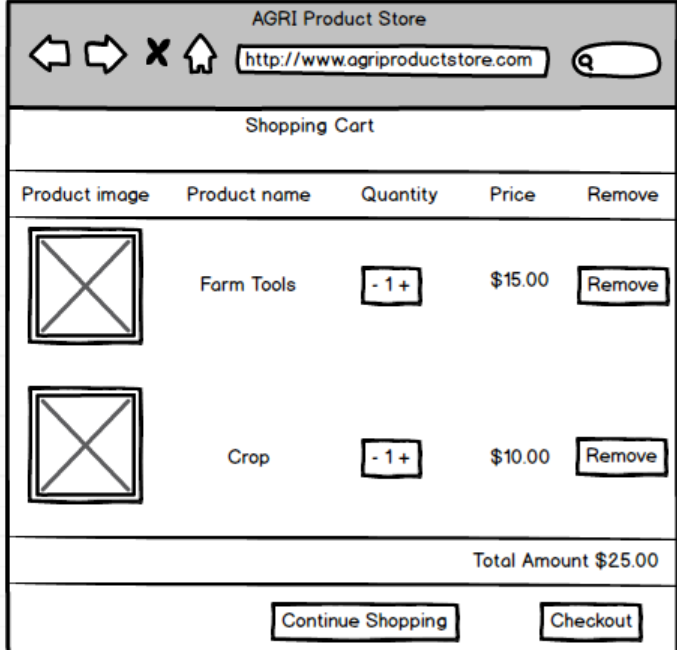 AGRI Product Store
http://www.agriproductstore.com
Shopping Cart
Product image Product name Quantity Price Remove
Farm Tools - 1 + $15.00 Remove
Crop - 1 + $10.00 Remove
Total Amount $25.00
Continue Shopping Checkout